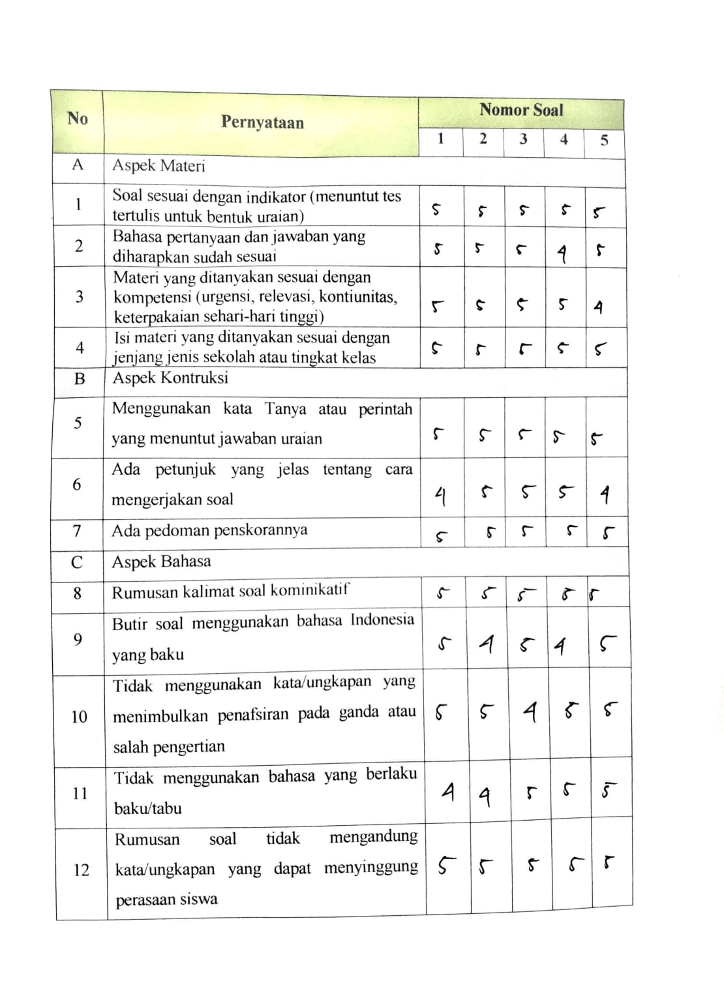 No Pernyataan Nomor Soal
1 2 3 4 5
A Aspek Materi
1 Soal sesuai dengan indikator (menuntut tes
tertulis untuk bentuk uraian) 5 5 5 5 5
2 Bahasa pertanyaan dan jawaban yang
diharapkan sudah sesuai 5 5 5 4 5
3 Materi yang ditanyakan sesuai dengan
kompetensi (urgensi, relevasi, kontiunitas,
keterpakaian sehari-hari tinggi) 5 5 5 5 4
4 Isi materi yang ditanyakan sesuai dengan
jenjang jenis sekolah atau tingkat kelas 5 5 5 5 5
B Aspek Kontruksi
5 Menggunakan kata Tanya atau perintah
yang menuntut jawaban uraian 5 5 5 5 5
6 Ada petunjuk yang jelas tentang cara
mengerjakan soal 4 5 5 5 4
7 Ada pedoman penskorannya 5 5 5 5 5
C Aspek Bahasa
8 Rumusan kalimat soal kominikatif 5 5 5 5 5
9 Butir soal menggunakan bahasa Indonesia
yang baku 5 4 5 4 5
Tidak menggunakan kata/ungkapan yang
10 menimbulkan penafsiran pada ganda atau 5 5 4 5 5
salah pengertian
11 Tidak menggunakan bahasa yang berlaku
baku/tabu 4 4 5 5 5
Rumusan soal tidak mengandung
12 kata/ungkapan yang dapat menyinggung 5 5 5 5 5
perasaan siswa